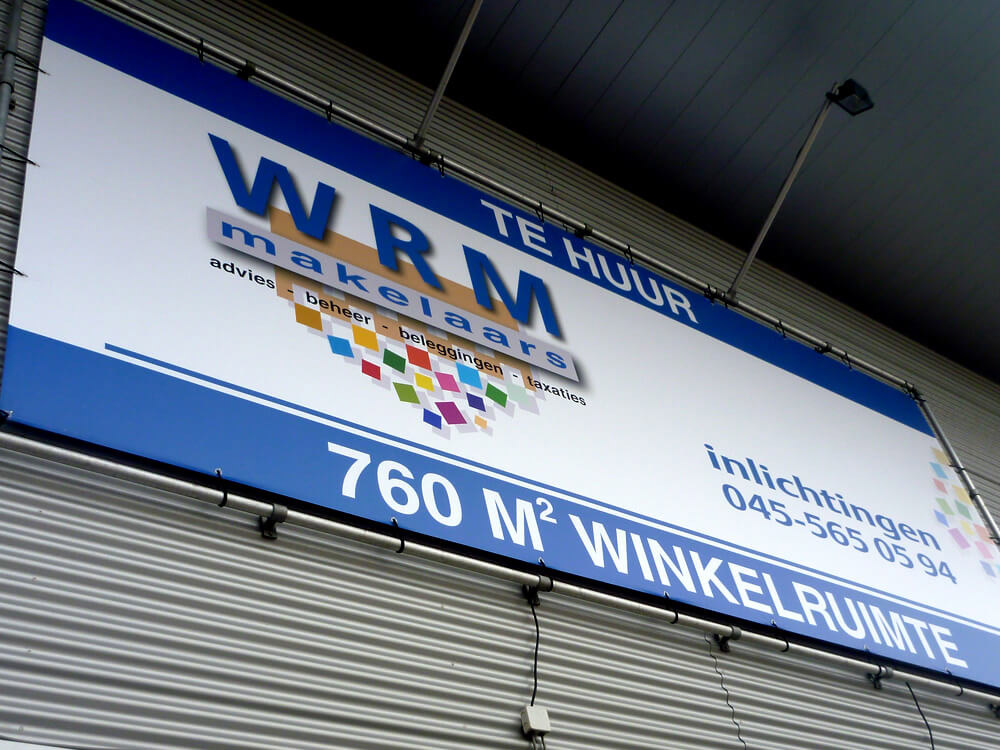 TE HUUR
WRM
makelaars
advies - beheer - beleggingen - taxaties
inlichtingen
045-565 05 94
760 M² WINKELRUIMTE